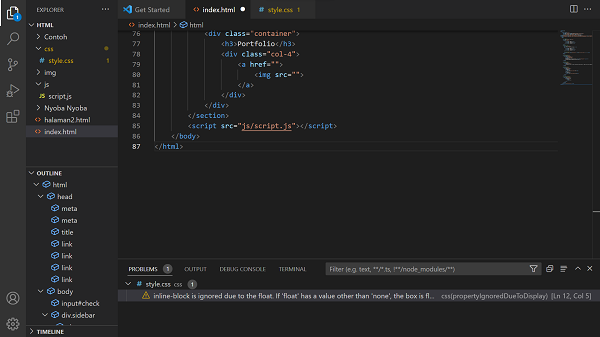 EXPLORER
HTML
Contoh
css
style.css 1
img
js
script.js
Nyoba Nyoba
halaman2.html
index.html
OUTLINE
html
head
meta
meta
title
link
link
link
link
body
input#check
div.sidebar
TIMELINE
Get Started
index.html
style.css 1
index.html > html
76 <div class="container">
77 <h3>Portfolio</h3>
78 <div class="col-4">
79 <a href="">
80 <img src="">
81 </a>
82 </div>
83 </div>
84 </section>
85 <script src="js/script.js"></script>
86 </body>
87 </html>
PROBLEMS 1 OUTPUT DEBUG CONSOLE TERMINAL Filter (e.g. text, **/*.ts, !**/node_modules/**)
style.css css 1
inline-block is ignored due to the float. If 'float' has a value other than 'none', the box is fl... css(propertyIgnoredDueToDisplay) [Ln 12, Col 5]